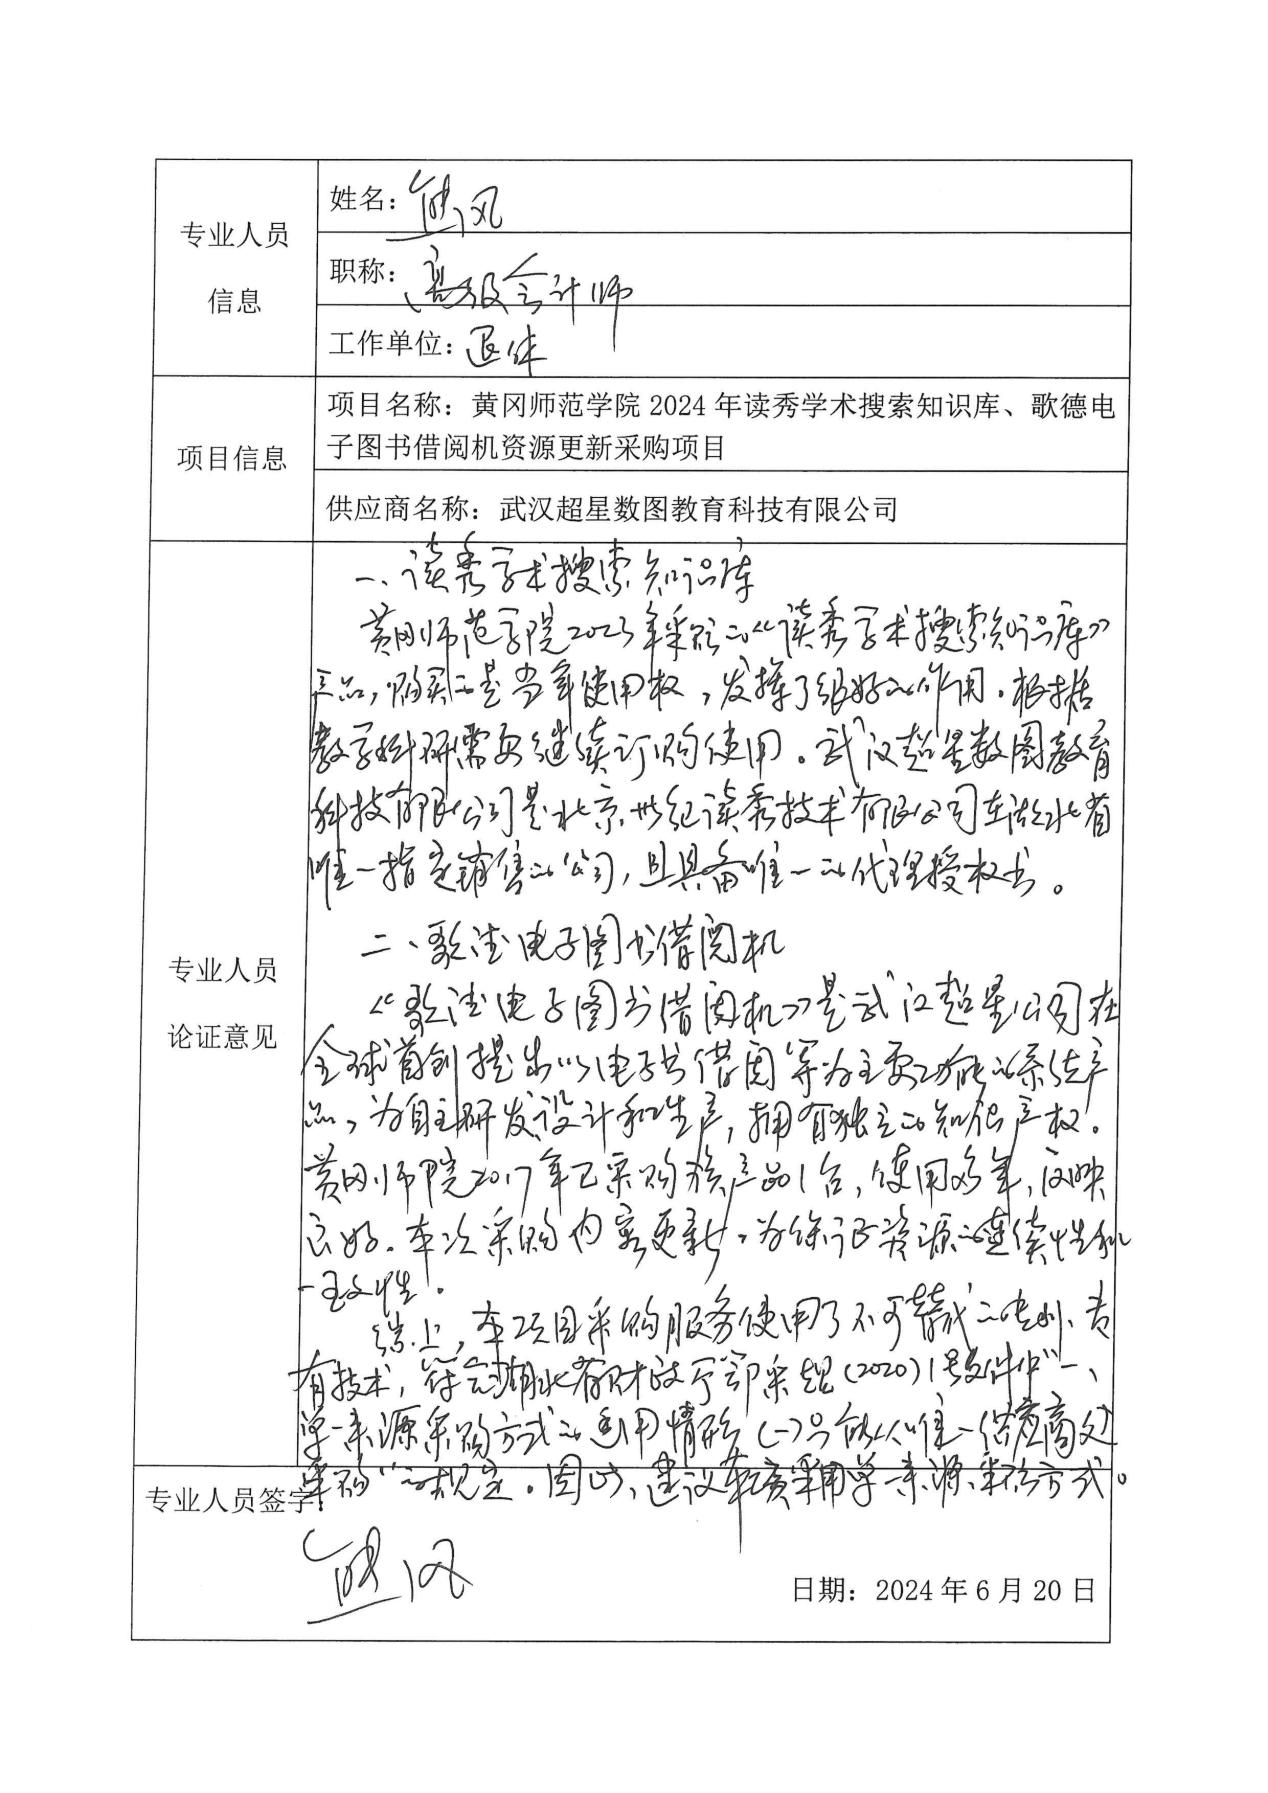 专业人员
信息
姓名：熊风
职称：高级会计师
工作单位：退休
项目信息
项目名称：黄冈师范学院 2024 年读秀学术搜索知识库、歌德电
子图书借阅机资源更新采购项目
供应商名称：武汉超星数图教育科技有限公司
专业人员
论证意见
一、读秀学术搜索知识库
黄冈师范学院2023年采购的《读秀学术搜索知识库》
产品，购买的是当年使用权，发挥了很好的作用。根据
教学科研需要继续订购使用。武汉超星数图教育
科技有限公司是北京世纪读秀技术有限公司在湖北省
唯一指定销售的公司，且具备唯一的代理授权书。
二、歌德电子图书借阅机
《歌德电子图书借阅机》是武汉超星公司在
全球首创提出以电子书借阅等为主要功能的系统产
品，为自主研发设计和生产，拥有独立的知识产权。
黄冈师院2017年已采购该产品1台，使用多年，反映
良好。本次采购内容更新，为保证资源的连续性和
一致性。
综上，本项目采购服务使用了不可替代的专利、专
有技术，符合湖北省财政厅鄂采规（2020）1号文件中“一、
单一来源采购方式的适用情形（一）只能从唯一供应商处
采购”的规定。因此，建议本项采用单一来源采购方式。
专业人员签字：
熊风
日期：2024 年 6 月 20 日